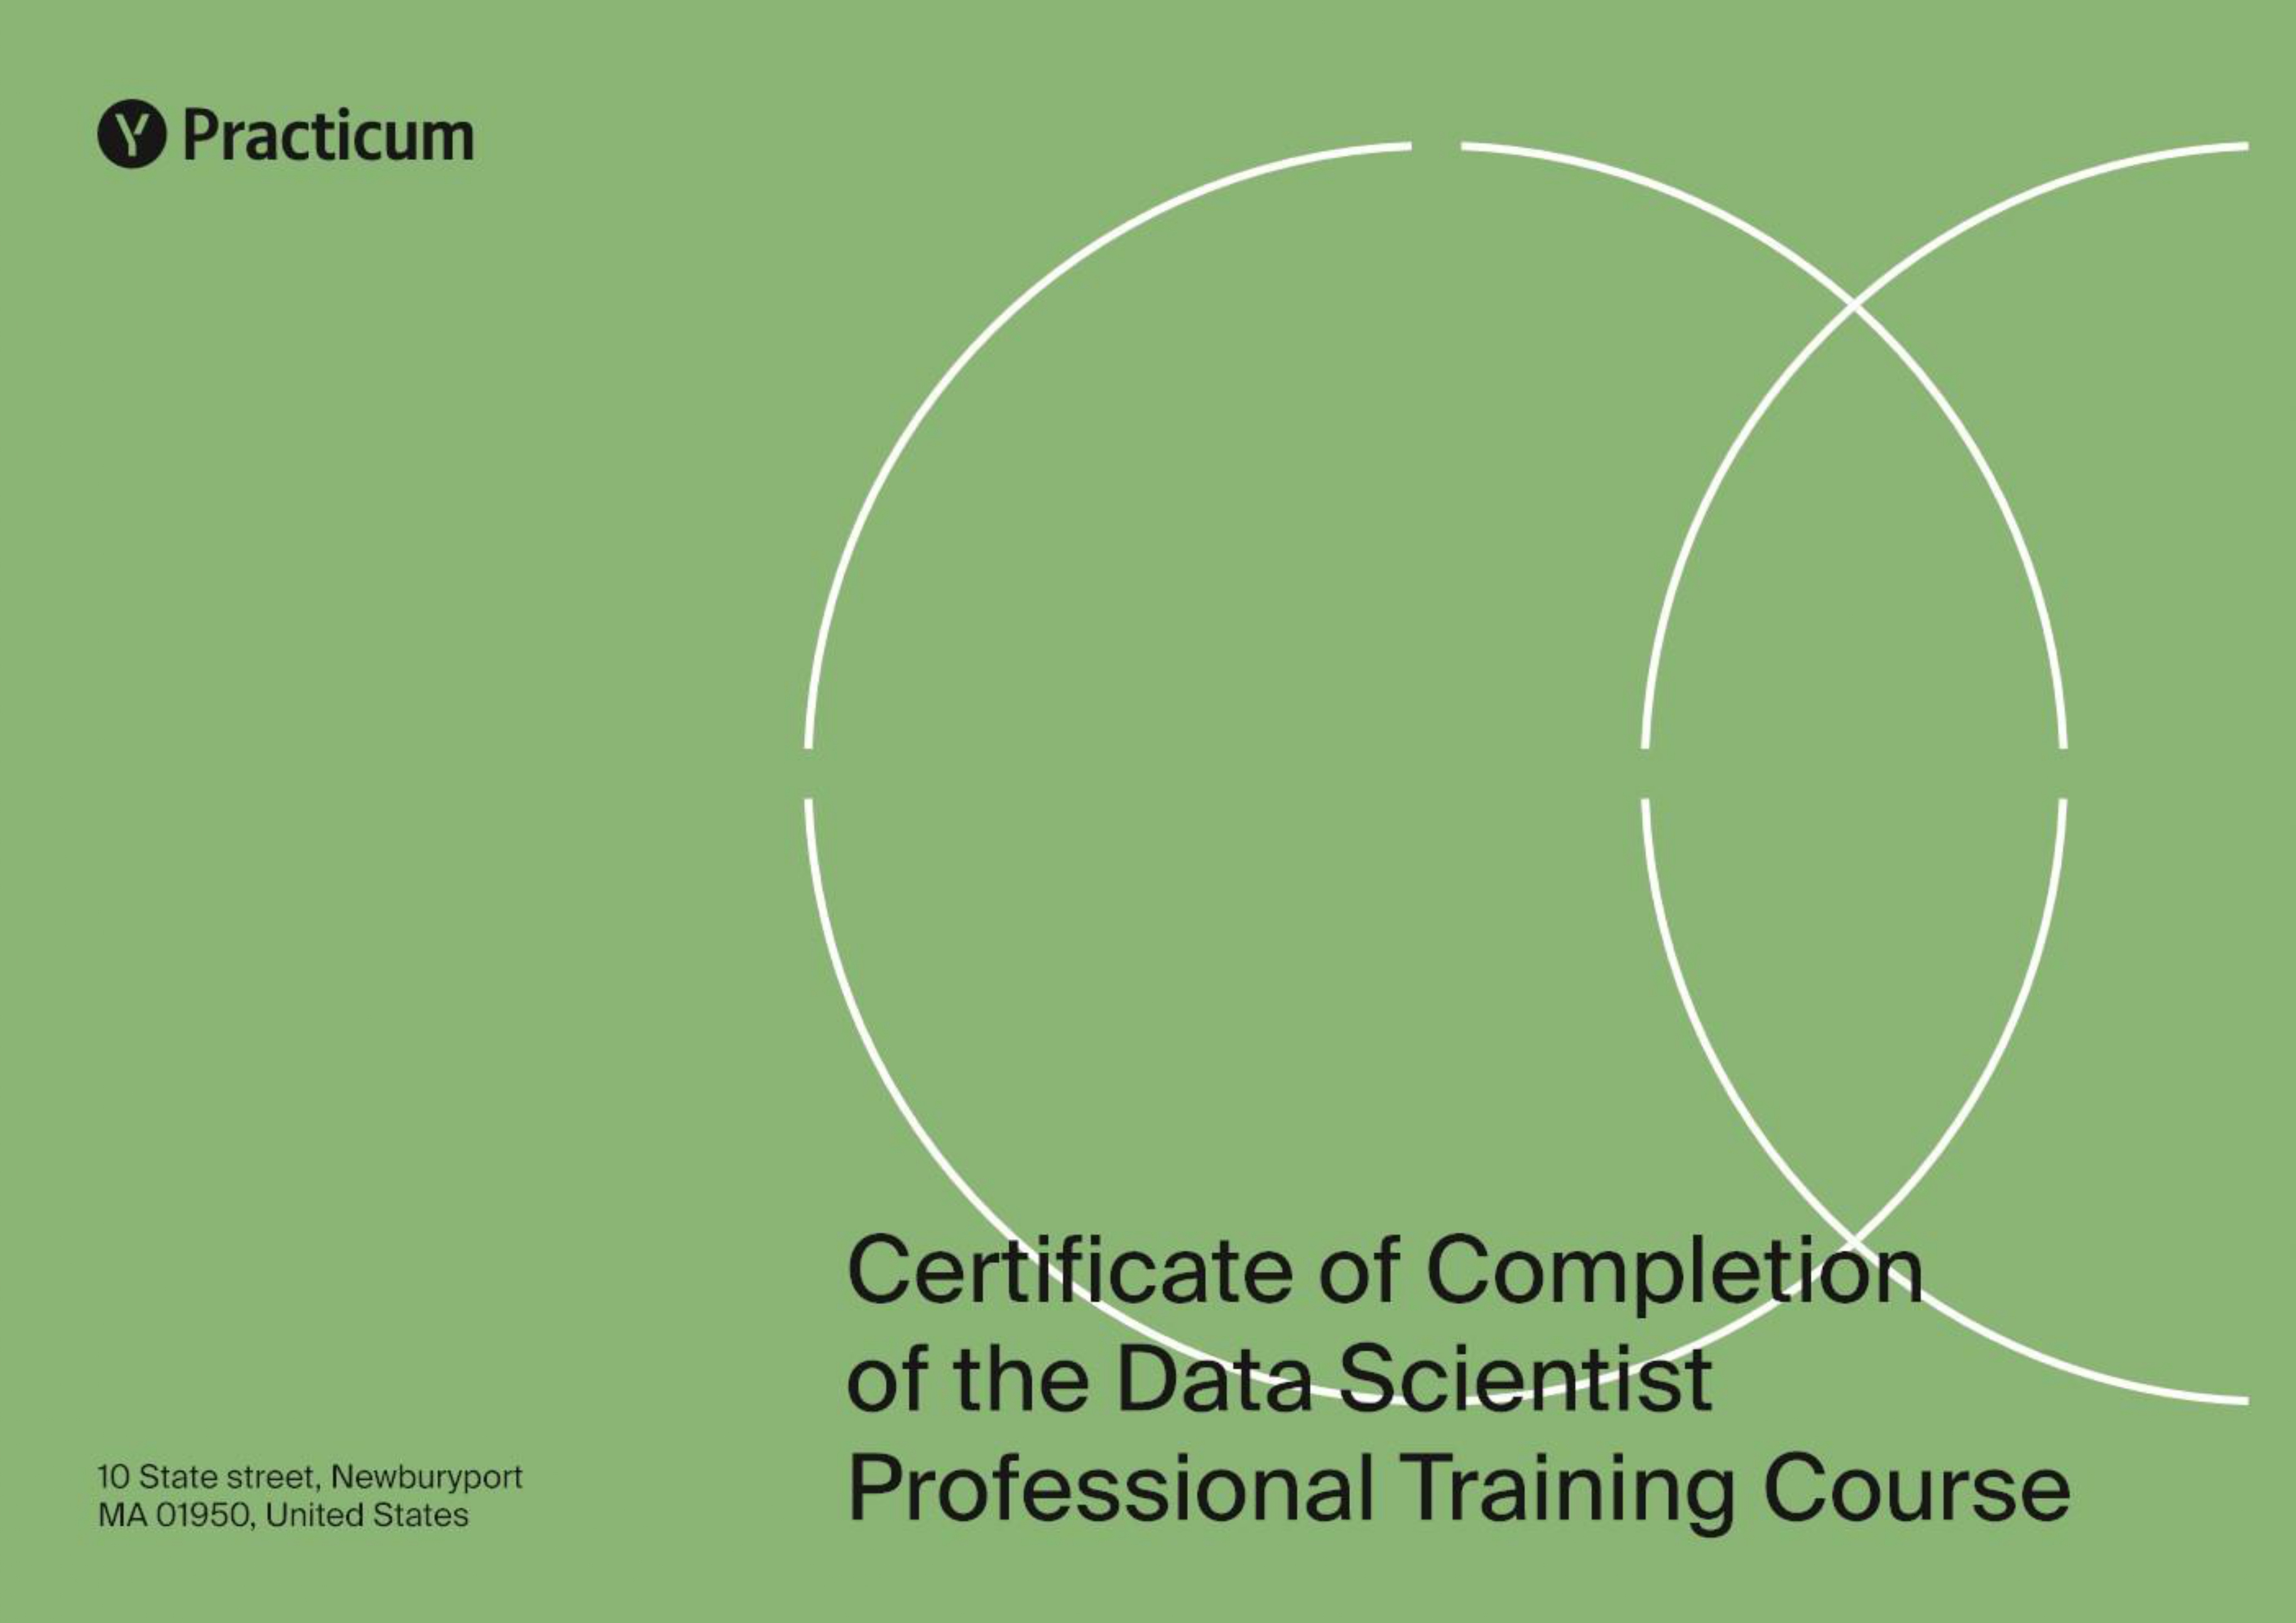 Y Practicum
Certificate of Completion
of the Data Scientist
Professional Training Course
10 State street, Newburyport
MA 01950, United States